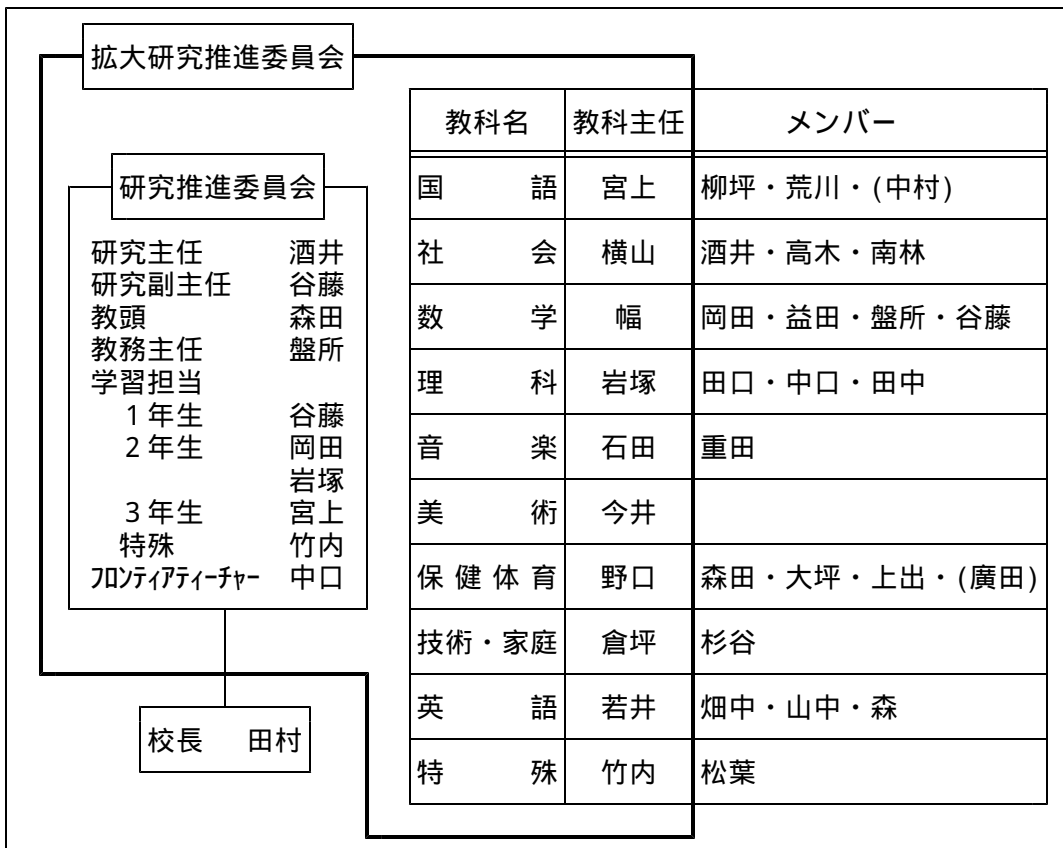 拡大研究推進委員会
研究推進委員会
研究主任 酒井
研究副主任 谷藤
教頭 森田
教務主任 盤所
学習担当
1年生 谷藤
2年生 岡田
岩塚
3年生 宮上
特殊 竹内
フロンティアティーチャー 中口
校長 田村
教科名 教科主任 メンバー
国語 宮上 柳坪・荒川・(中村)
社会 横山 酒井・高木・南林
数学 幅 岡田・益田・盤所・谷藤
理科 岩塚 田口・中口・田中
音楽 石田 重田
美術 今井
保健体育 野口 森田・大坪・上出・(廣田)
技術・家庭 倉坪 杉谷
英語 若井 畑中・山中・森
特殊 竹内 松葉